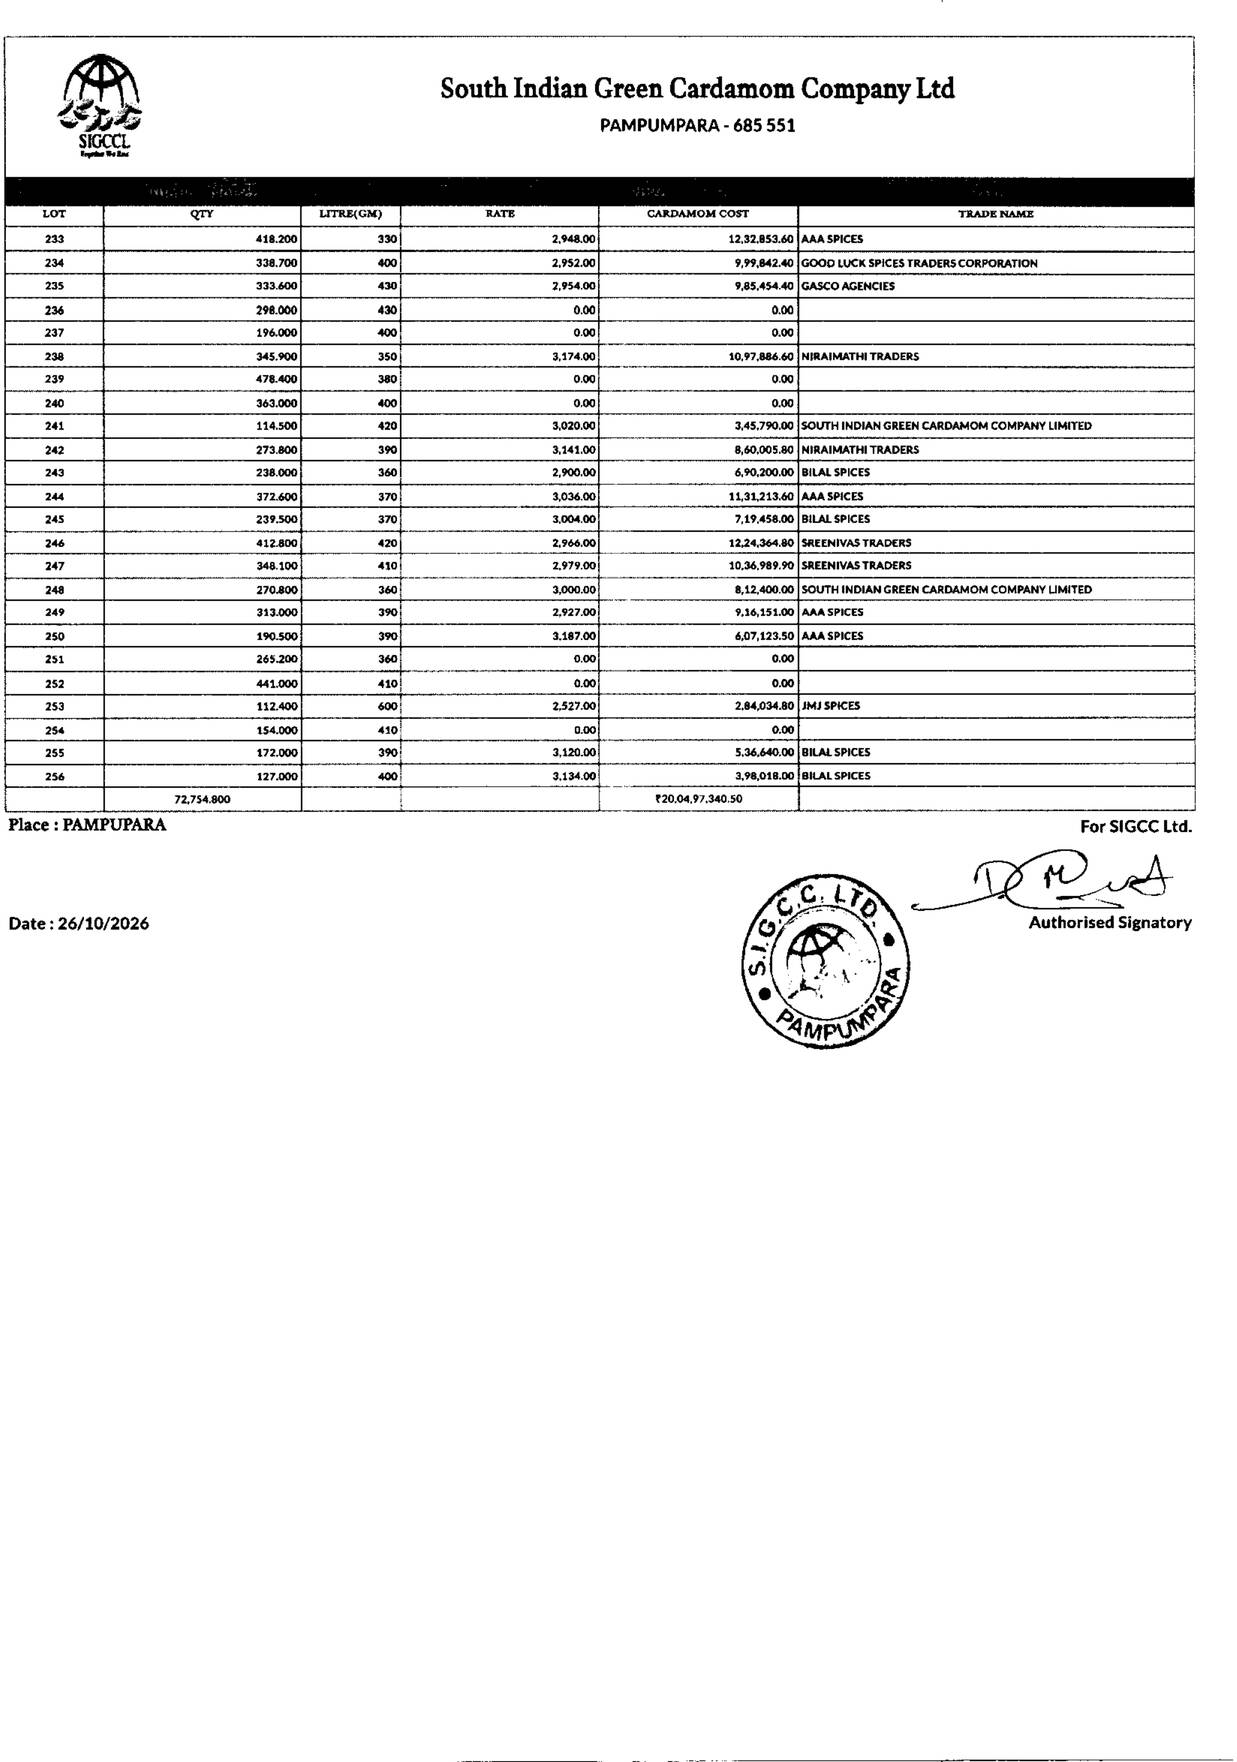 South Indian Green Cardamom Company Ltd
PAMPUMPARA - 685 551
SIGCCL
Together We Rise
LOT QTY LITRE(GM) RATE CARDAMOM COST TRADE NAME
233 418.200 330 2,948.00 12,32,853.60 AAA SPICES
234 338.700 400 2,952.00 9,99,842.40 GOOD LUCK SPICES TRADERS CORPORATION
235 333.600 430 2,954.00 9,85,454.40 GASCO AGENCIES
236 298.000 430 0.00 0.00
237 196.000 400 0.00 0.00
238 345.900 350 3,174.00 10,97,886.60 NIRAIMATHI TRADERS
239 478.400 380 0.00 0.00
240 363.000 400 0.00 0.00
241 114.500 420 3,020.00 3,45,790.00 SOUTH INDIAN GREEN CARDAMOM COMPANY LIMITED
242 273.800 390 3,141.00 8,60,005.80 NIRAIMATHI TRADERS
243 238.000 360 2,900.00 6,90,200.00 BILAL SPICES
244 372.600 370 3,036.00 11,31,213.60 AAA SPICES
245 239.500 370 3,004.00 7,19,458.00 BILAL SPICES
246 412.800 420 2,966.00 12,24,364.80 SREENIVAS TRADERS
247 348.100 410 2,979.00 10,36,989.90 SREENIVAS TRADERS
248 270.800 360 3,000.00 8,12,400.00 SOUTH INDIAN GREEN CARDAMOM COMPANY LIMITED
249 313.000 390 2,927.00 9,16,151.00 AAA SPICES
250 190.500 390 3,187.00 6,07,123.50 AAA SPICES
251 265.200 360 0.00 0.00
252 441.000 410 0.00 0.00
253 112.400 600 2,527.00 2,84,034.80 JMJ SPICES
254 154.000 410 0.00 0.00
255 172.000 390 3,120.00 5,36,640.00 BILAL SPICES
256 127.000 400 3,134.00 3,98,018.00 BILAL SPICES
72,754.800 ₹20,04,97,340.50
Place : PAMPUPARA
For SIGCC Ltd.
S.I.G.C.C. LTD.
PAMPUMPARA
Date : 26/10/2026
Authorised Signatory